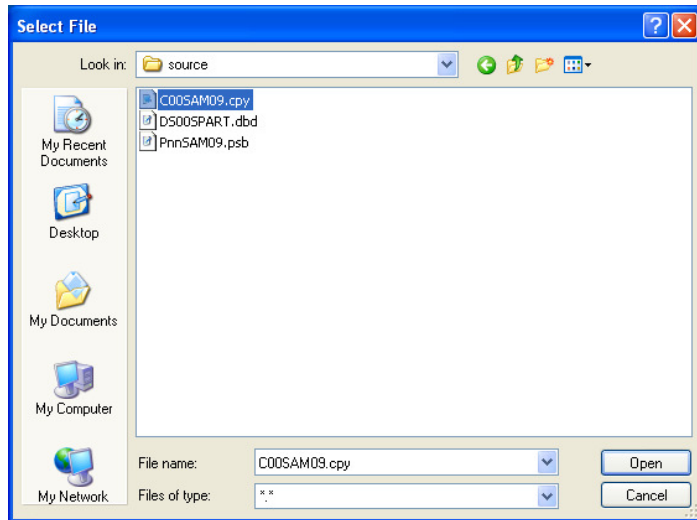 Select File
Look in:
source
C00SAM09.cpy
DS00SPART.dbd
PnnSAM09.psb
My Recent
Documents
Desktop
My Documents
My Computer
My Network
File name:
C00SAM09.cpy
Open
Files of type:
*.*
Cancel